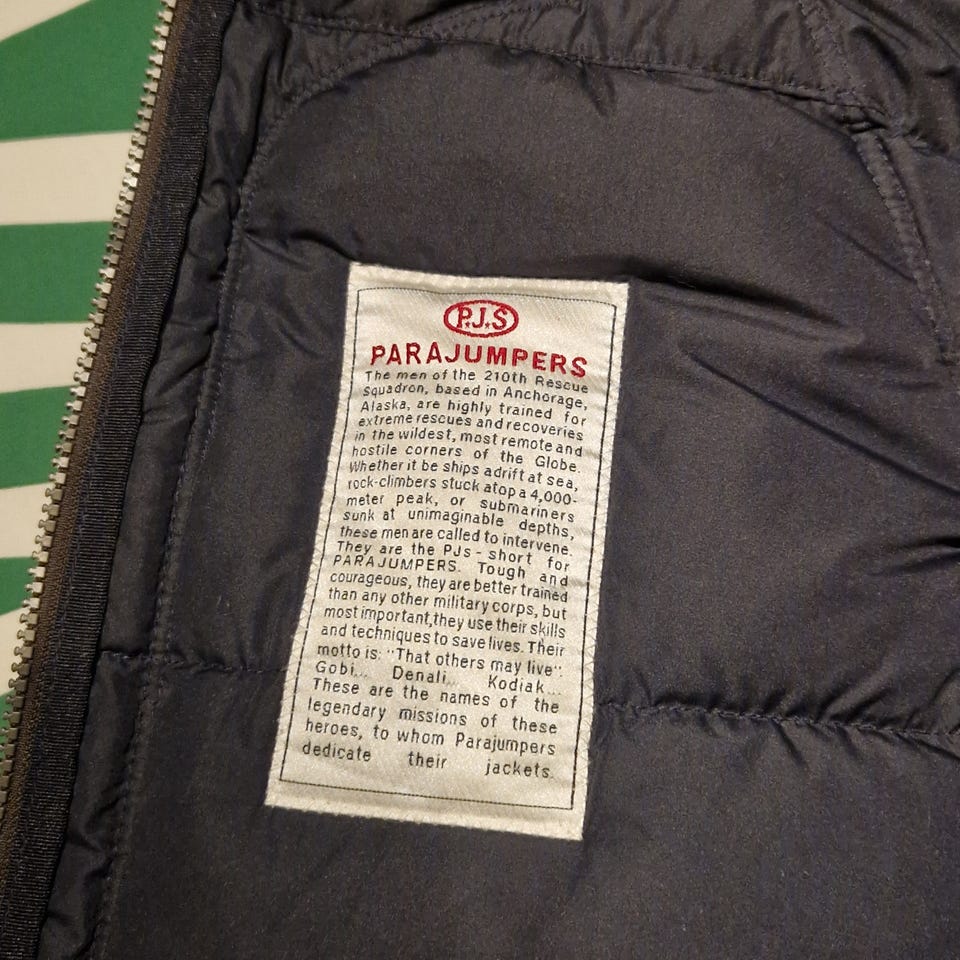 P.J.S
PARAJUMPERS
The men of the 210th Rescue
Squadron, based in Anchorage,
Alaska, are highly trained for
extreme rescues and recoveries
in the wildest, most remote and
hostile corners of the Globe.
Whether it be ships adrift at sea,
rock-climbers stuck atop a 4,000-
meter peak, or submariners
sunk at unimaginable depths,
these men are called to intervene.
They are the PJs - short for
PARAJUMPERS. Tough and
courageous, they are better trained
than any other military corps, but
most important,they use their skills
and techniques to save lives. Their
motto is: "That others may live".
Gobi... Denali... Kodiak...
These are the names of the
legendary missions of these
heroes, to whom Parajumpers
dedicate their jackets.